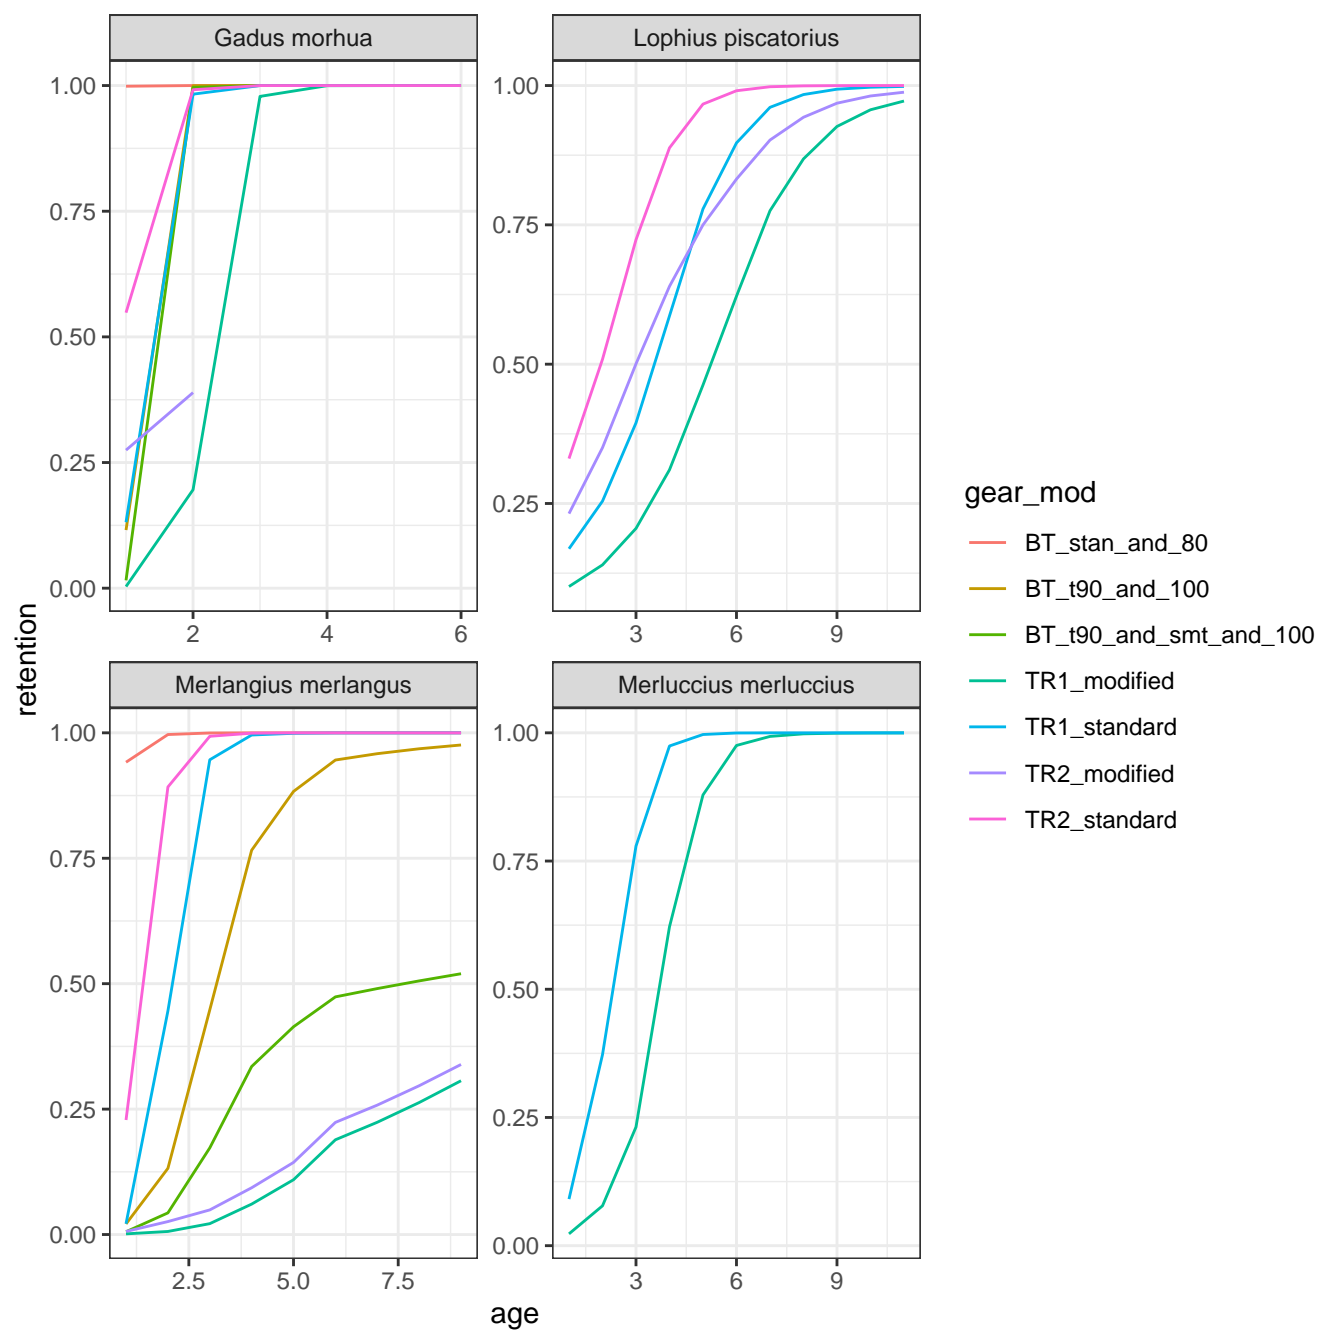 Gadus morhua
Lophius piscatorius
1.00
0.75
0.50
0.25
0.00
2
4
6
1.00
0.75
0.50
0.25
3
6
9
Merlangius merlangus
Merluccius merluccius
1.00
0.75
0.50
0.25
0.00
2.5
5.0
7.5
1.00
0.75
0.50
0.25
0.00
3
6
9
retention
age
gear_mod
BT_stan_and_80
BT_t90_and_100
BT_t90_and_smt_and_100
TR1_modified
TR1_standard
TR2_modified
TR2_standard